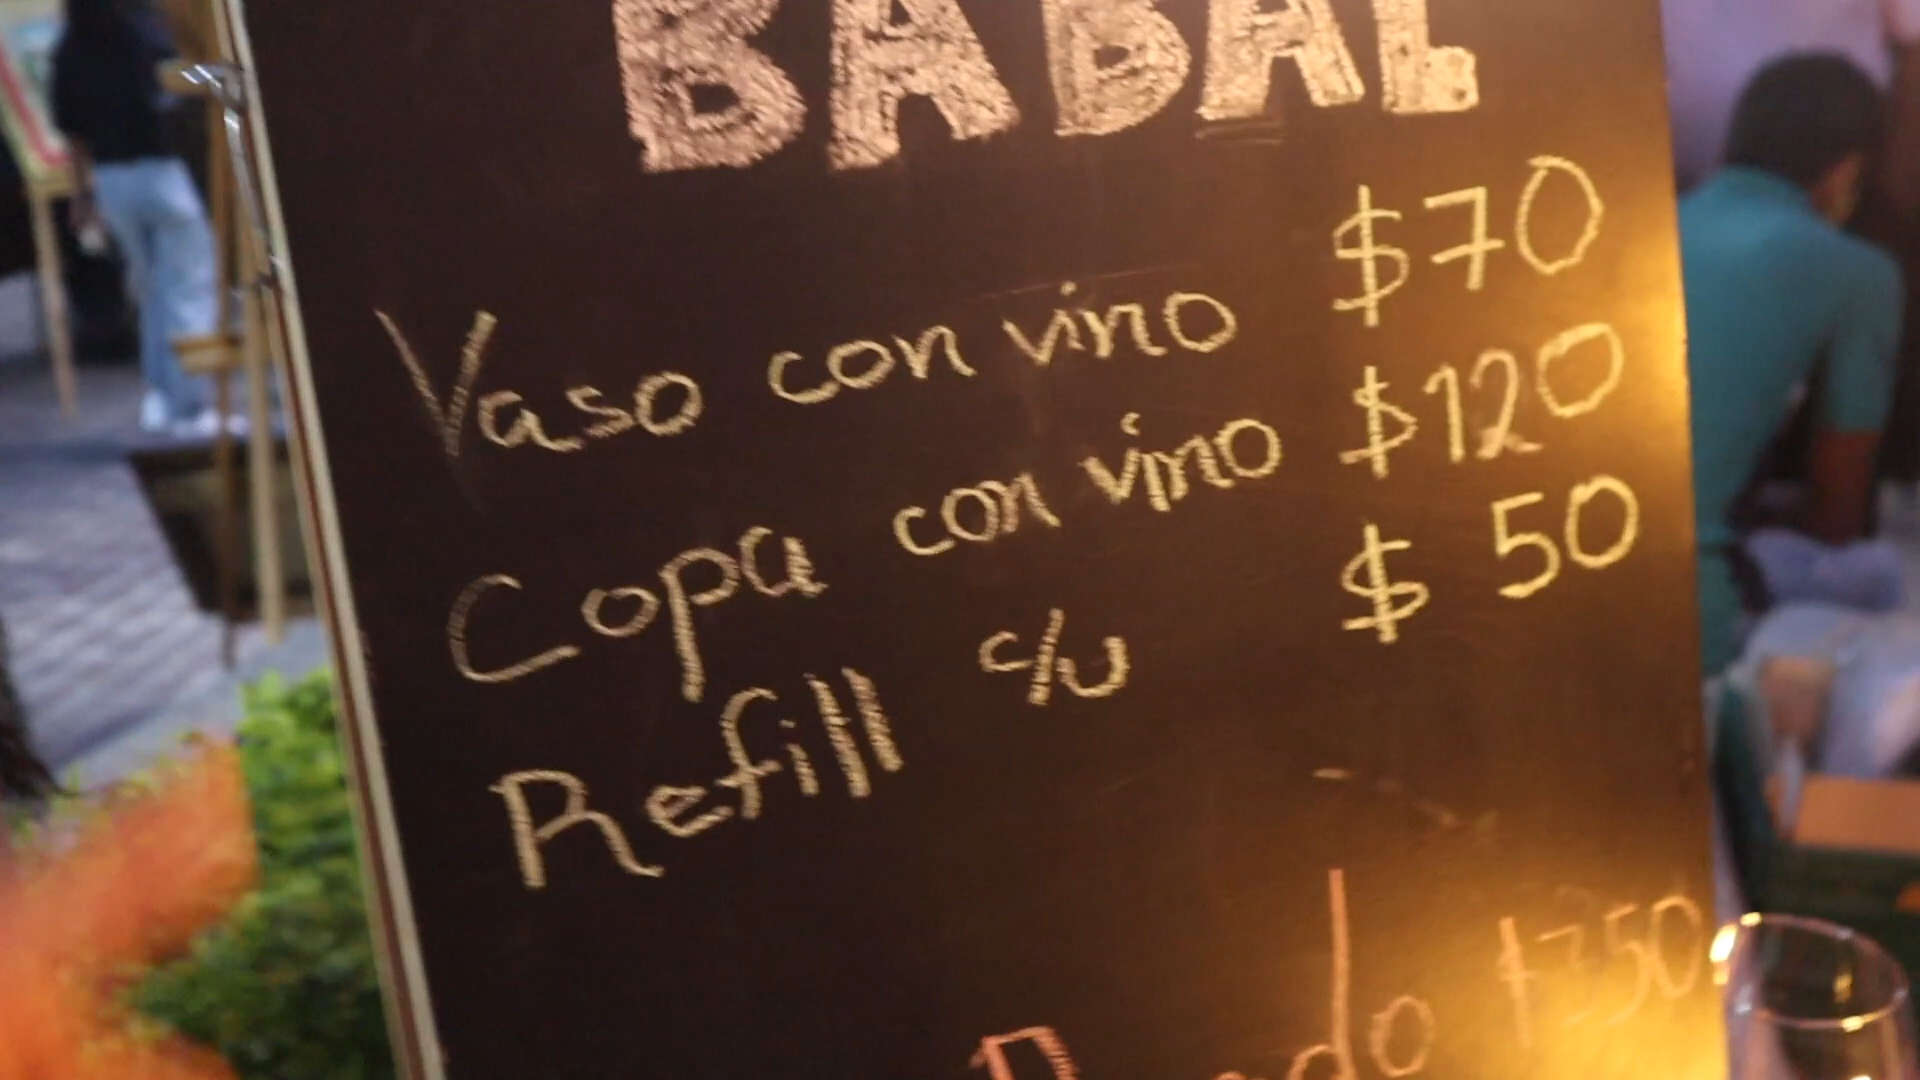 BABAL
Vaso con vino $70
Copa con vino $120
Refill c/u $ 50